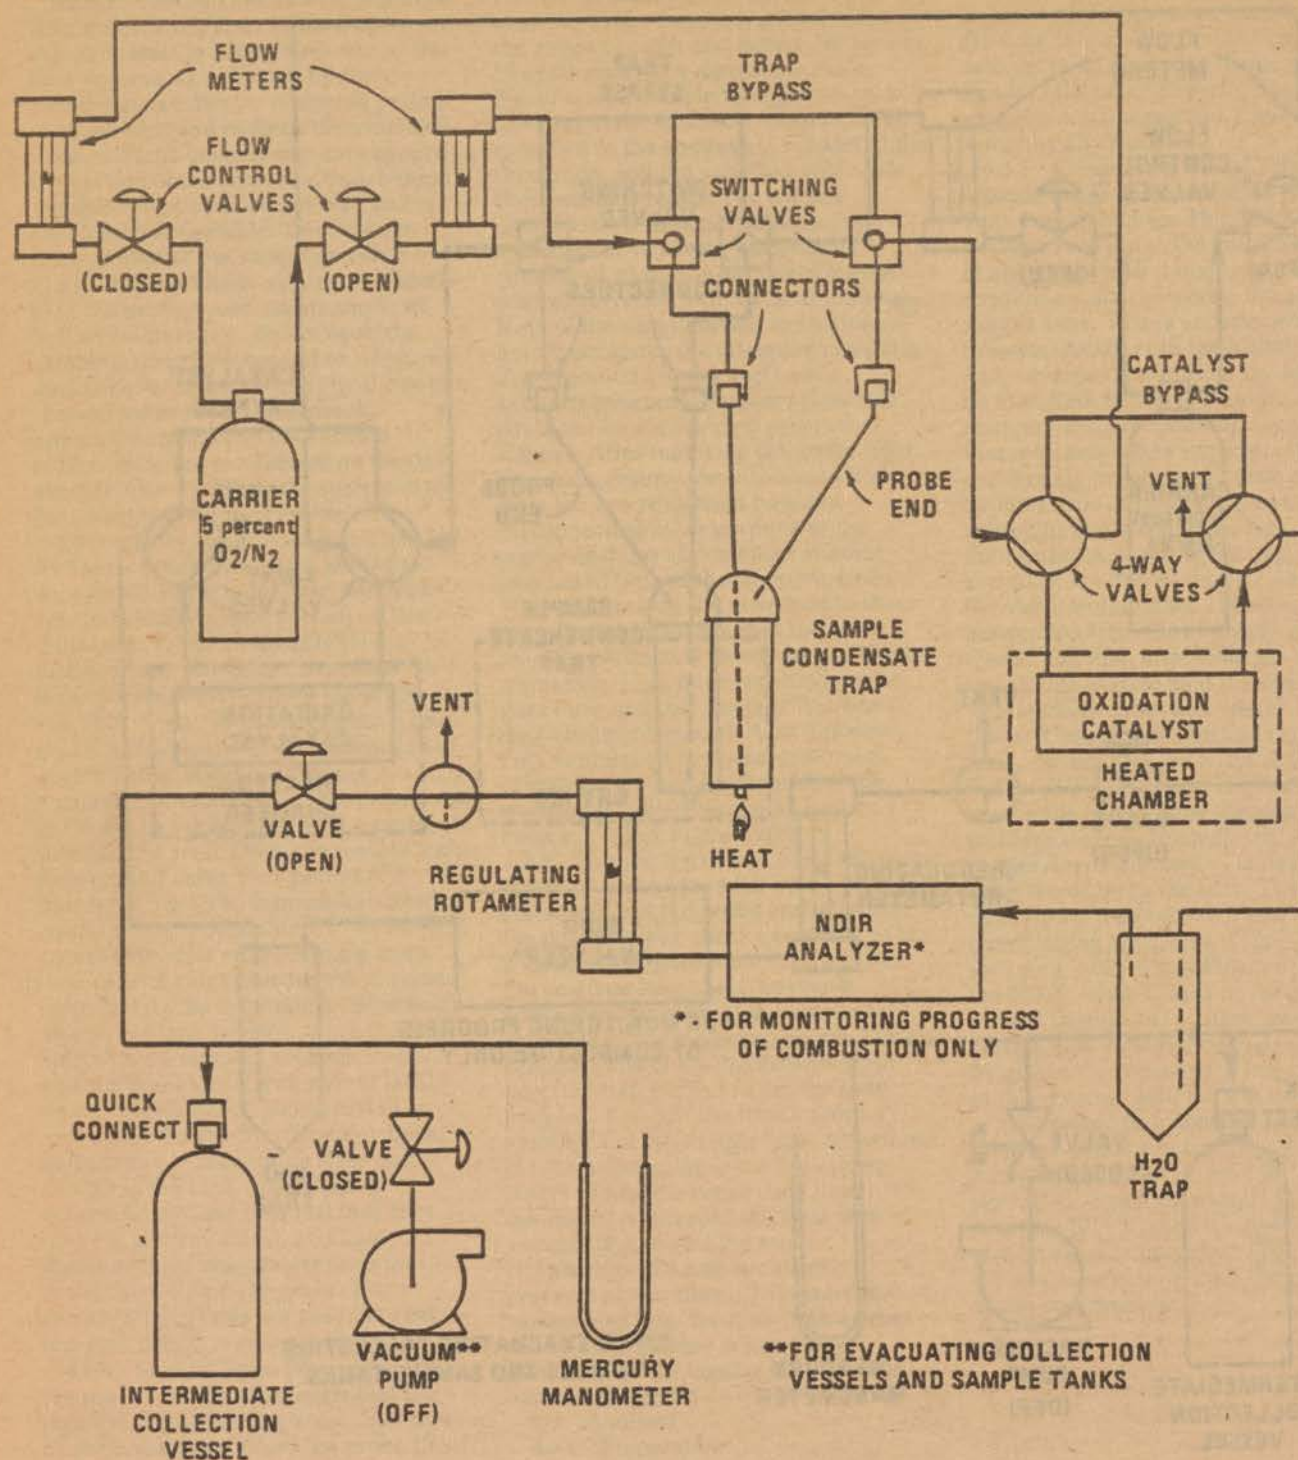 FLOW
METERS
TRAP
BYPASS
FLOW
CONTROL
VALVES
SWITCHING
VALVES
(CLOSED)
(OPEN)
CONNECTORS
CATALYST
BYPASS
CARRIER
5 percent
O2/N2
PROBE
END
VENT
4-WAY
VALVES
SAMPLE
CONDENSATE
TRAP
VENT
OXIDATION
CATALYST
HEATED
CHAMBER
VALVE
(OPEN)
HEAT
REGULATING
ROTAMETER
NDIR
ANALYZER*
* - FOR MONITORING PROGRESS
OF COMBUSTION ONLY
QUICK
CONNECT
VALVE
(CLOSED)
H2O
TRAP
VACUUM**
PUMP
(OFF)
MERCURY
MANOMETER
**FOR EVACUATING COLLECTION
VESSELS AND SAMPLE TANKS
INTERMEDIATE
COLLECTION
VESSEL